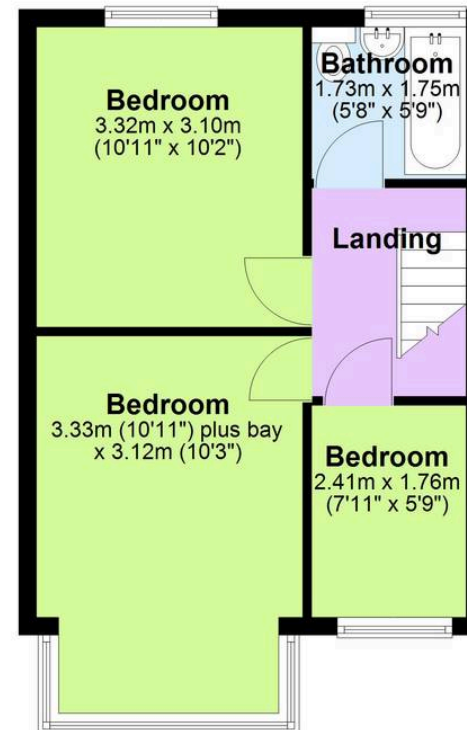 Bedroom
3.32m x 3.10m
(10'11" x 10'2")
Bathroom
1.73m x 1.75m
(5'8" x 5'9")
Landing
Bedroom
3.33m (10'11") plus bay
x 3.12m (10'3")
Bedroom
2.41m x 1.76m
(7'11" x 5'9")